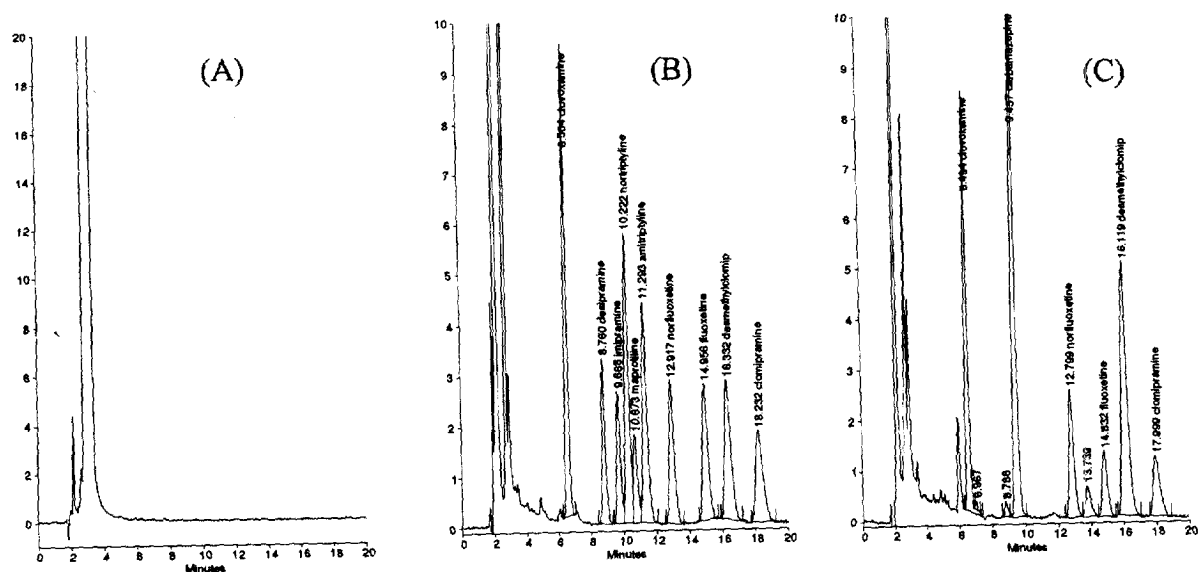 (A)
20
18
16
14
12
10
8
6
4
2
0
0 2 4 6 8 10 12 14 16 18 20
Minutes
(B)
10
9
8
7
6
5
4
3
2
1
0
8.760 desipramine
9.666 imipramine
10.222 nortriptyline
10.673 maprotiline
11.293 amitriptyline
12.917 norfluoxetine
14.956 fluoxetine
16.332 desmethylclomip
18.232 clomipramine
0 2 4 6 8 10 12 14 16 18 20
Minutes
(C)
10
9
8
7
6
5
4
3
2
1
0
6.967
8.786
12.799 norfluoxetine
13.739
14.832 fluoxetine
16.119 desmethylclomip
17.999 clomipramine
0 2 4 6 8 10 12 14 16 18 20
Minutes